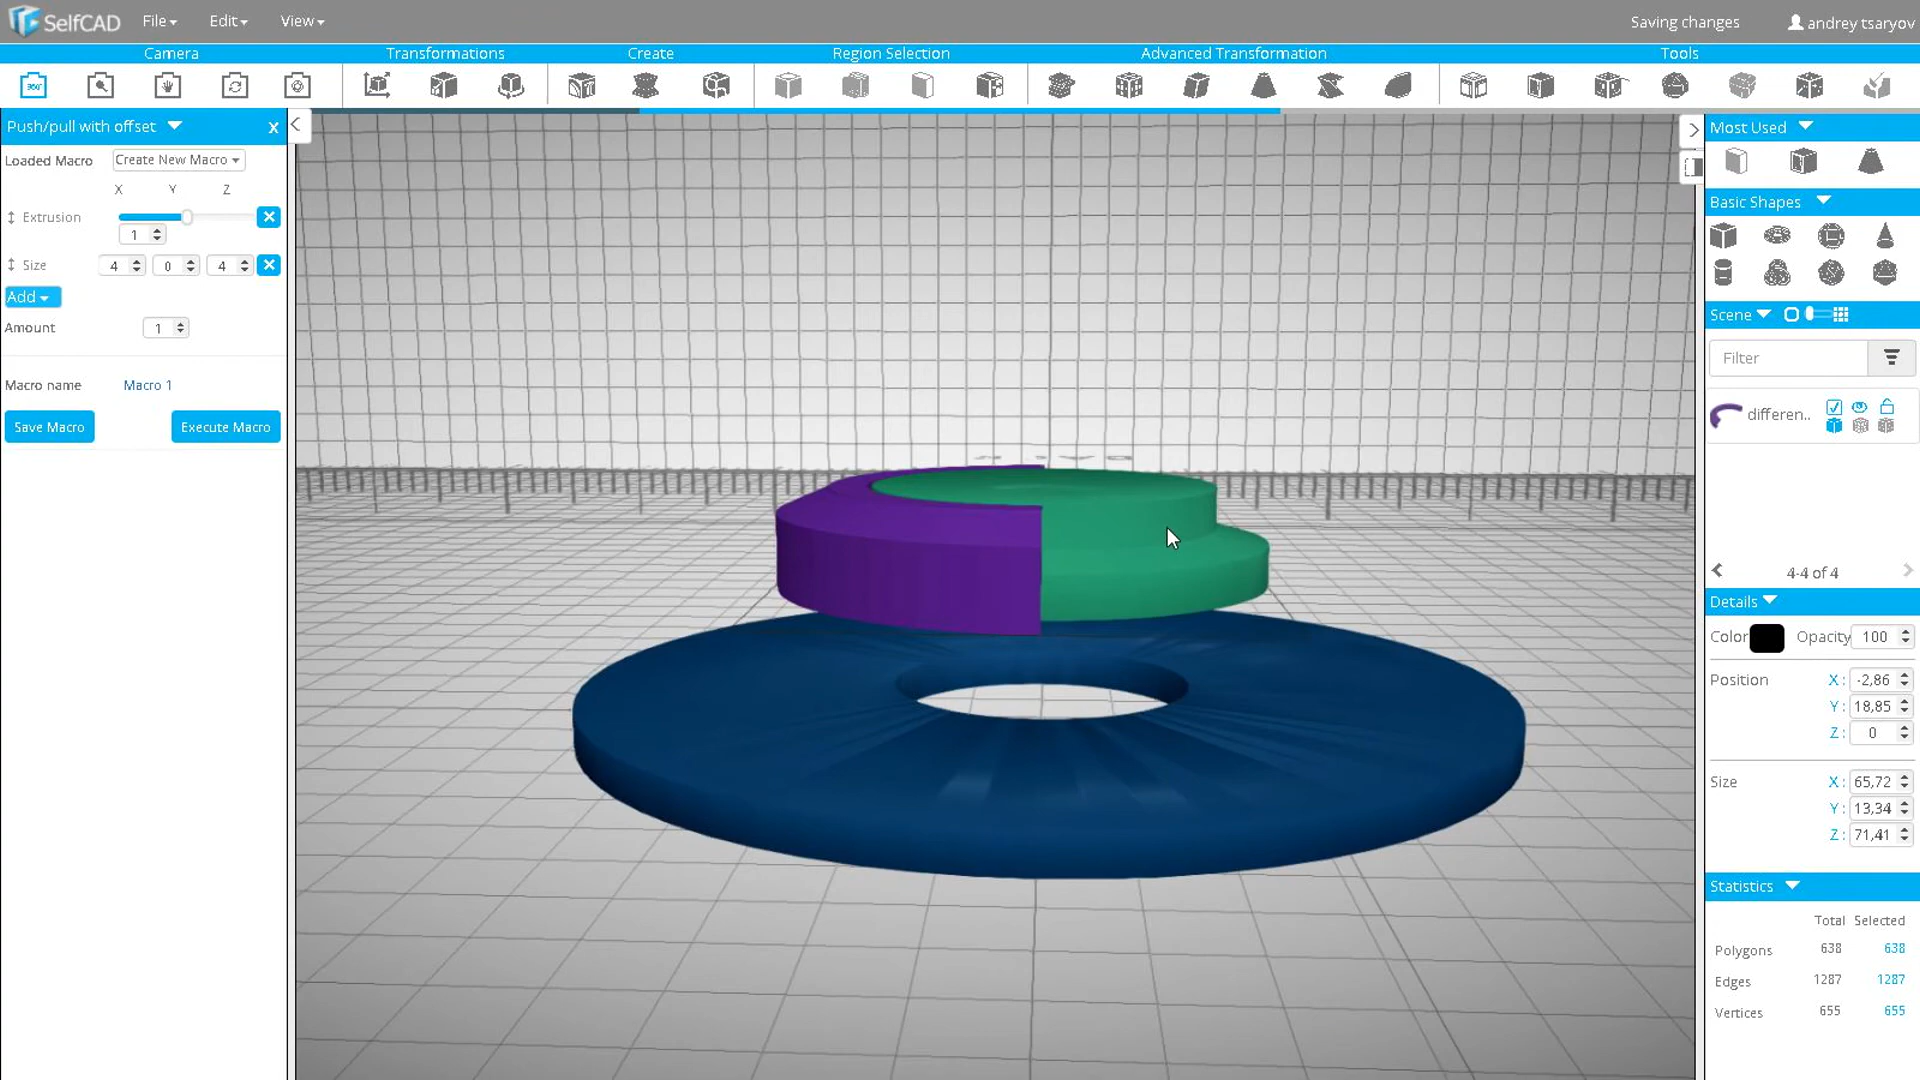 SelfCAD File Edit View Saving changes andrey tsaryov
Camera Transformations Create Region Selection Advanced Transformation Tools
360°
Push/pull with offset x
Loaded Macro Create New Macro
X Y Z
Extrusion
1
Size 4 0 4
Add
Amount 1
Macro name Macro 1
Save Macro Execute Macro
Most Used
Basic Shapes
Scene
Filter
differen..
4-4 of 4
Details
Color Opacity 100
Position X : -2,86
Y : 18,85
Z : 0
Size X : 65,72
Y : 13,34
Z : 71,41
Statistics
Total Selected
Polygons 638 638
Edges 1287 1287
Vertices 655 655